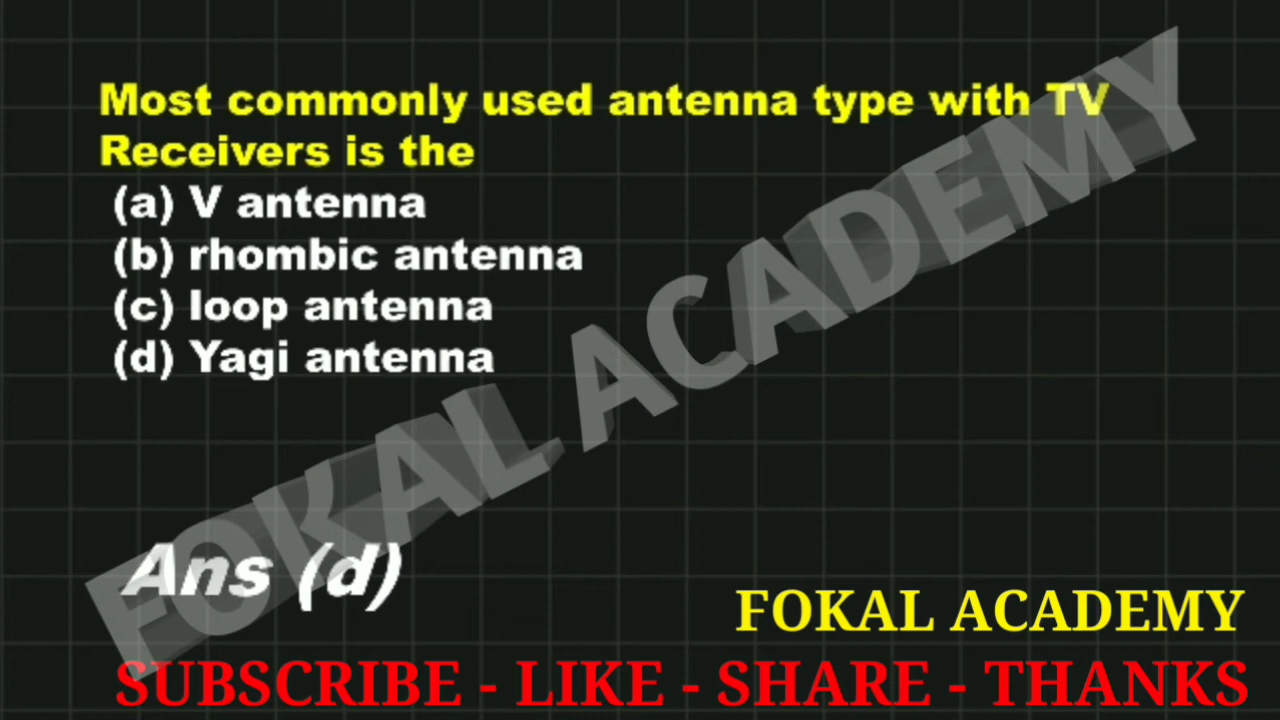 Most commonly used antenna type with TV
Receivers is the
(a) V antenna
(b) rhombic antenna
(c) loop antenna
(d) Yagi antenna
FOKAL ACADEMY
Ans (d)
FOKAL ACADEMY
SUBSCRIBE - LIKE - SHARE - THANKS